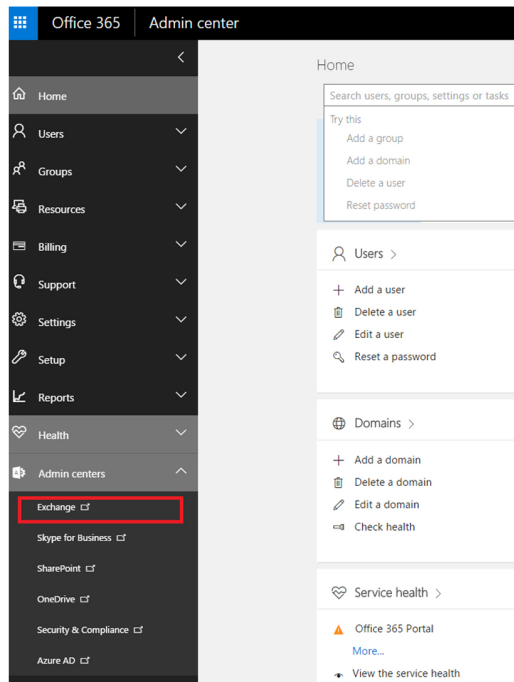 Office 365 Admin center
Home
Users
Groups
Resources
Billing
Support
Settings
Setup
Reports
Health
Admin centers
Exchange
Skype for Business
SharePoint
OneDrive
Security & Compliance
Azure AD
Home
Search users, groups, settings or tasks
Try this
Add a group
Add a domain
Delete a user
Reset password
Users >
Add a user
Delete a user
Edit a user
Reset a password
Domains >
Add a domain
Delete a domain
Edit a domain
Check health
Service health >
Office 365 Portal
More...
View the service health